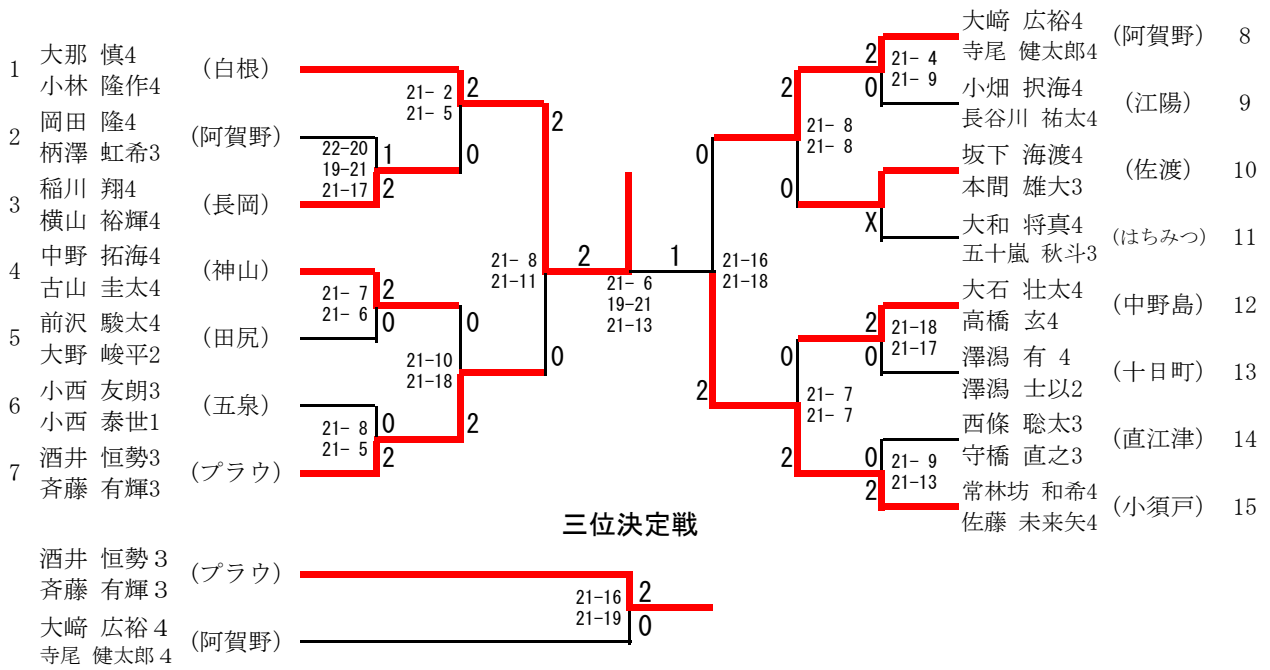 1 大那 慎4 (白根)
小林 隆作4
2 岡田 隆4 (阿賀野)
柄澤 虹希3
3 稲川 翔4 (長岡)
横山 裕輝4
4 中野 拓海4 (神山)
古山 圭太4
5 前沢 駿太4 (田尻)
大野 峻平2
6 小西 友朗3 (五泉)
小西 泰世1
7 酒井 恒勢3 (プラウ)
斉藤 有輝3
22-20
19-21
21-17
1
2
21- 2
21- 5
2
0
21- 7
21- 6
2
0
21- 8
21- 5
0
2
21-10
21-18
0
2
21- 8
21-11
2
0
2
1
21- 6
19-21
21-13
0
2
21-16
21-18
2
0
21- 8
21- 8
0
2
21- 7
21- 7
2
0
21- 4
21- 9
X
2
0
21-18
21-17
0
2
21- 9
21-13
大﨑 広裕4 (阿賀野) 8
寺尾 健太郎4
小畑 択海4 (江陽) 9
長谷川 祐太4
坂下 海渡4 (佐渡) 10
本間 雄大3
大和 将真4 (はちみつ) 11
五十嵐 秋斗3
大石 壮太4 (中野島) 12
高橋 玄4
澤潟 有 4 (十日町) 13
澤潟 士以2
西條 聡太3 (直江津) 14
守橋 直之3
常林坊 和希4 (小須戸) 15
佐藤 未来矢4
三位決定戦
酒井 恒勢３ (プラウ)
斉藤 有輝３
大﨑 広裕４ (阿賀野)
寺尾 健太郎４
21-16
21-19
2
0